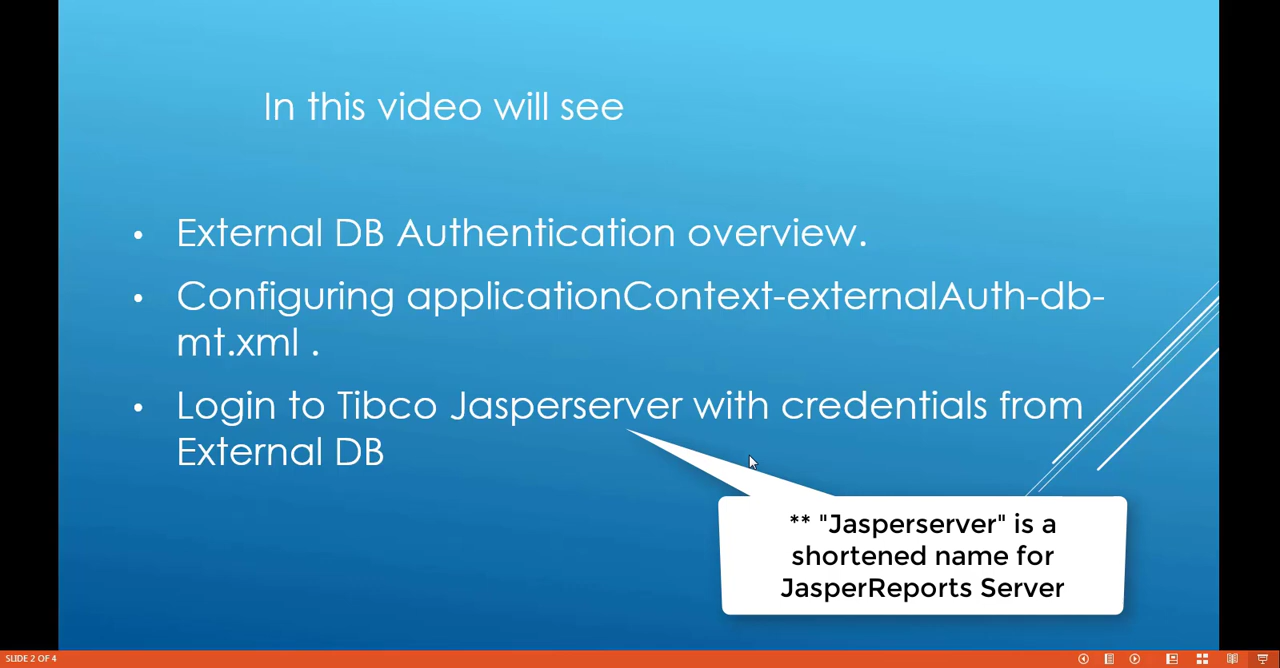 In this video will see
• External DB Authentication overview.
• Configuring applicationContext-externalAuth-db-
mt.xml .
• Login to Tibco Jasperserver with credentials from
External DB
** "Jasperserver" is a
shortened name for
JasperReports Server
SLIDE 2 OF 4